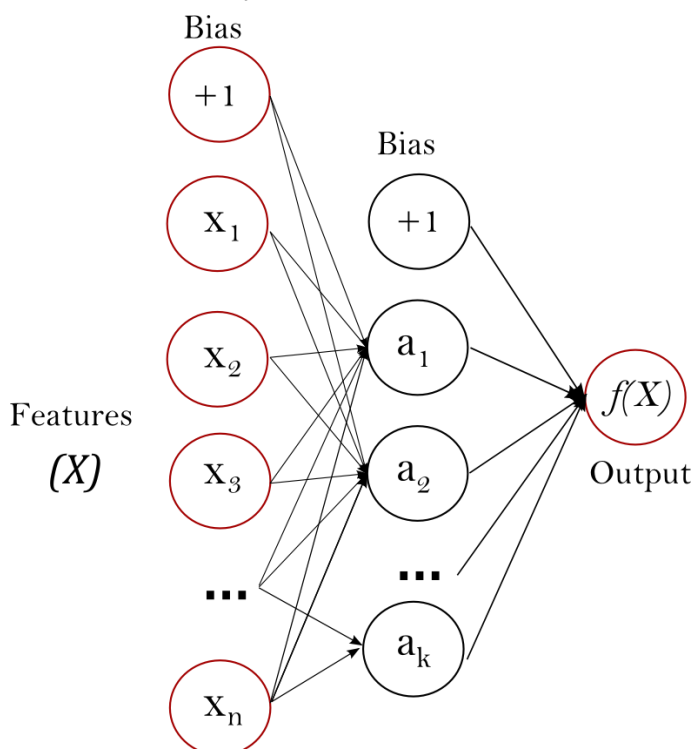 Bias
+1
x1
x2
x3
...
xn
Features
(X)
Bias
+1
a1
a2
...
ak
f(X)
Output